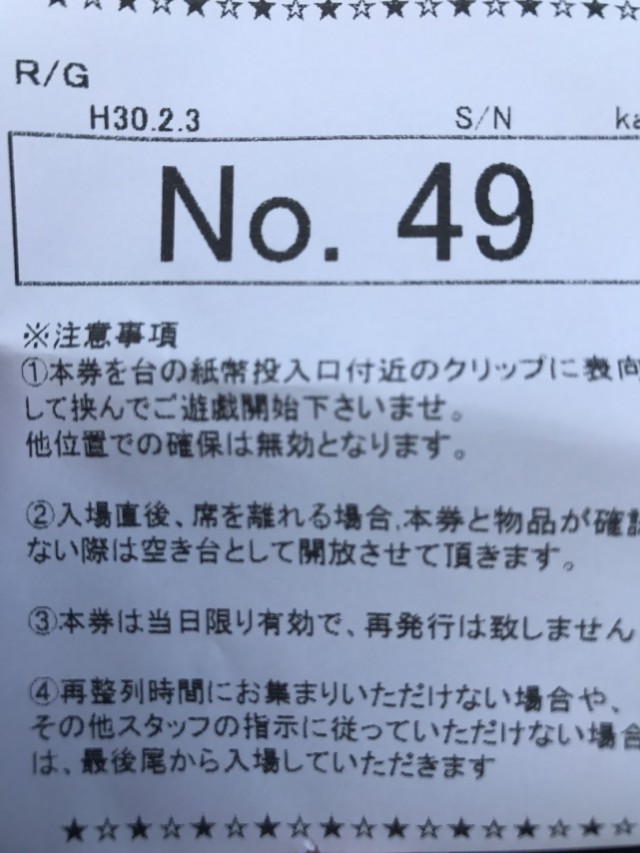 ★☆★☆★☆★☆★☆★☆★☆★☆★☆
R/G
H30.2.3 S/N ka
No. 49
※注意事項
①本券を台の紙幣投入口付近のクリップに表向
して挟んでご遊戯開始下さいませ。
他位置での確保は無効となります。
②入場直後、席を離れる場合,本券と物品が確認
ない際は空き台として開放させて頂きます。
③本券は当日限り有効で、再発行は致しません
④再整列時間にお集まりいただけない場合や、
その他スタッフの指示に従っていただけない場合
は、最後尾から入場していただきます
★☆★☆★☆★☆★☆★☆★☆★☆★☆